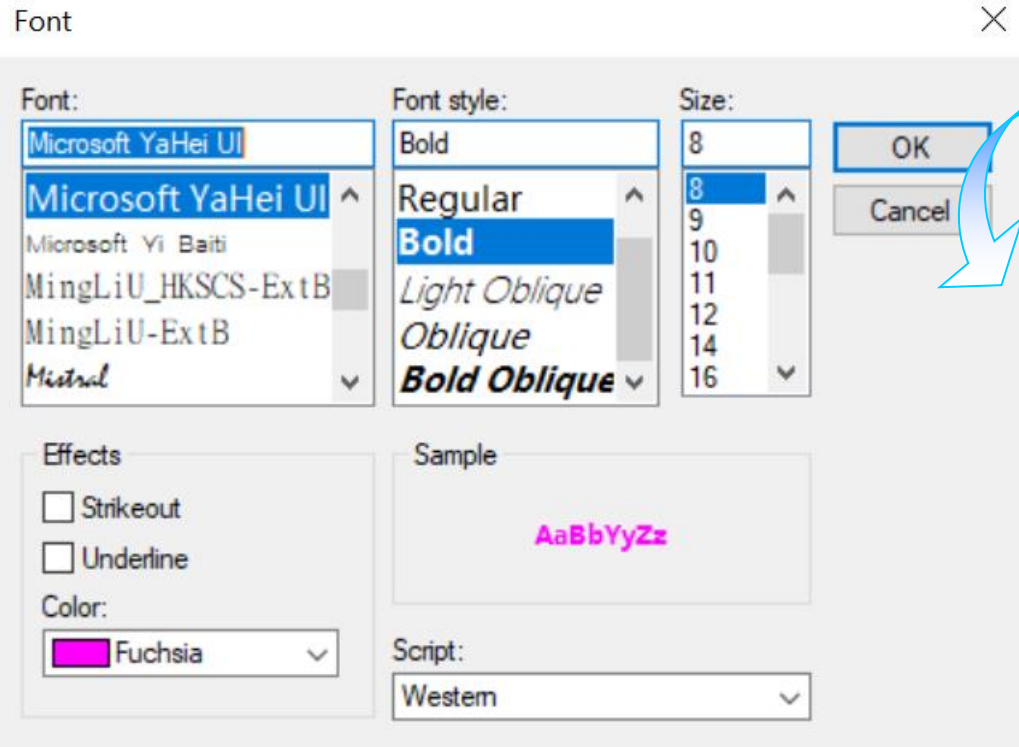 Font
Font:
Font style:
Size:
Microsoft YaHei UI
Bold
8
OK
Cancel
Microsoft YaHei UI
Microsoft Yi Baiti
MingLiU_HKSCS-ExtB
MingLiU-ExtB
Mistral
Regular
Bold
Light Oblique
Oblique
Bold Oblique
8
9
10
11
12
14
16
Effects
Strikeout
Underline
Color:
Fuchsia
Sample
AaBbYyZz
Script:
Western